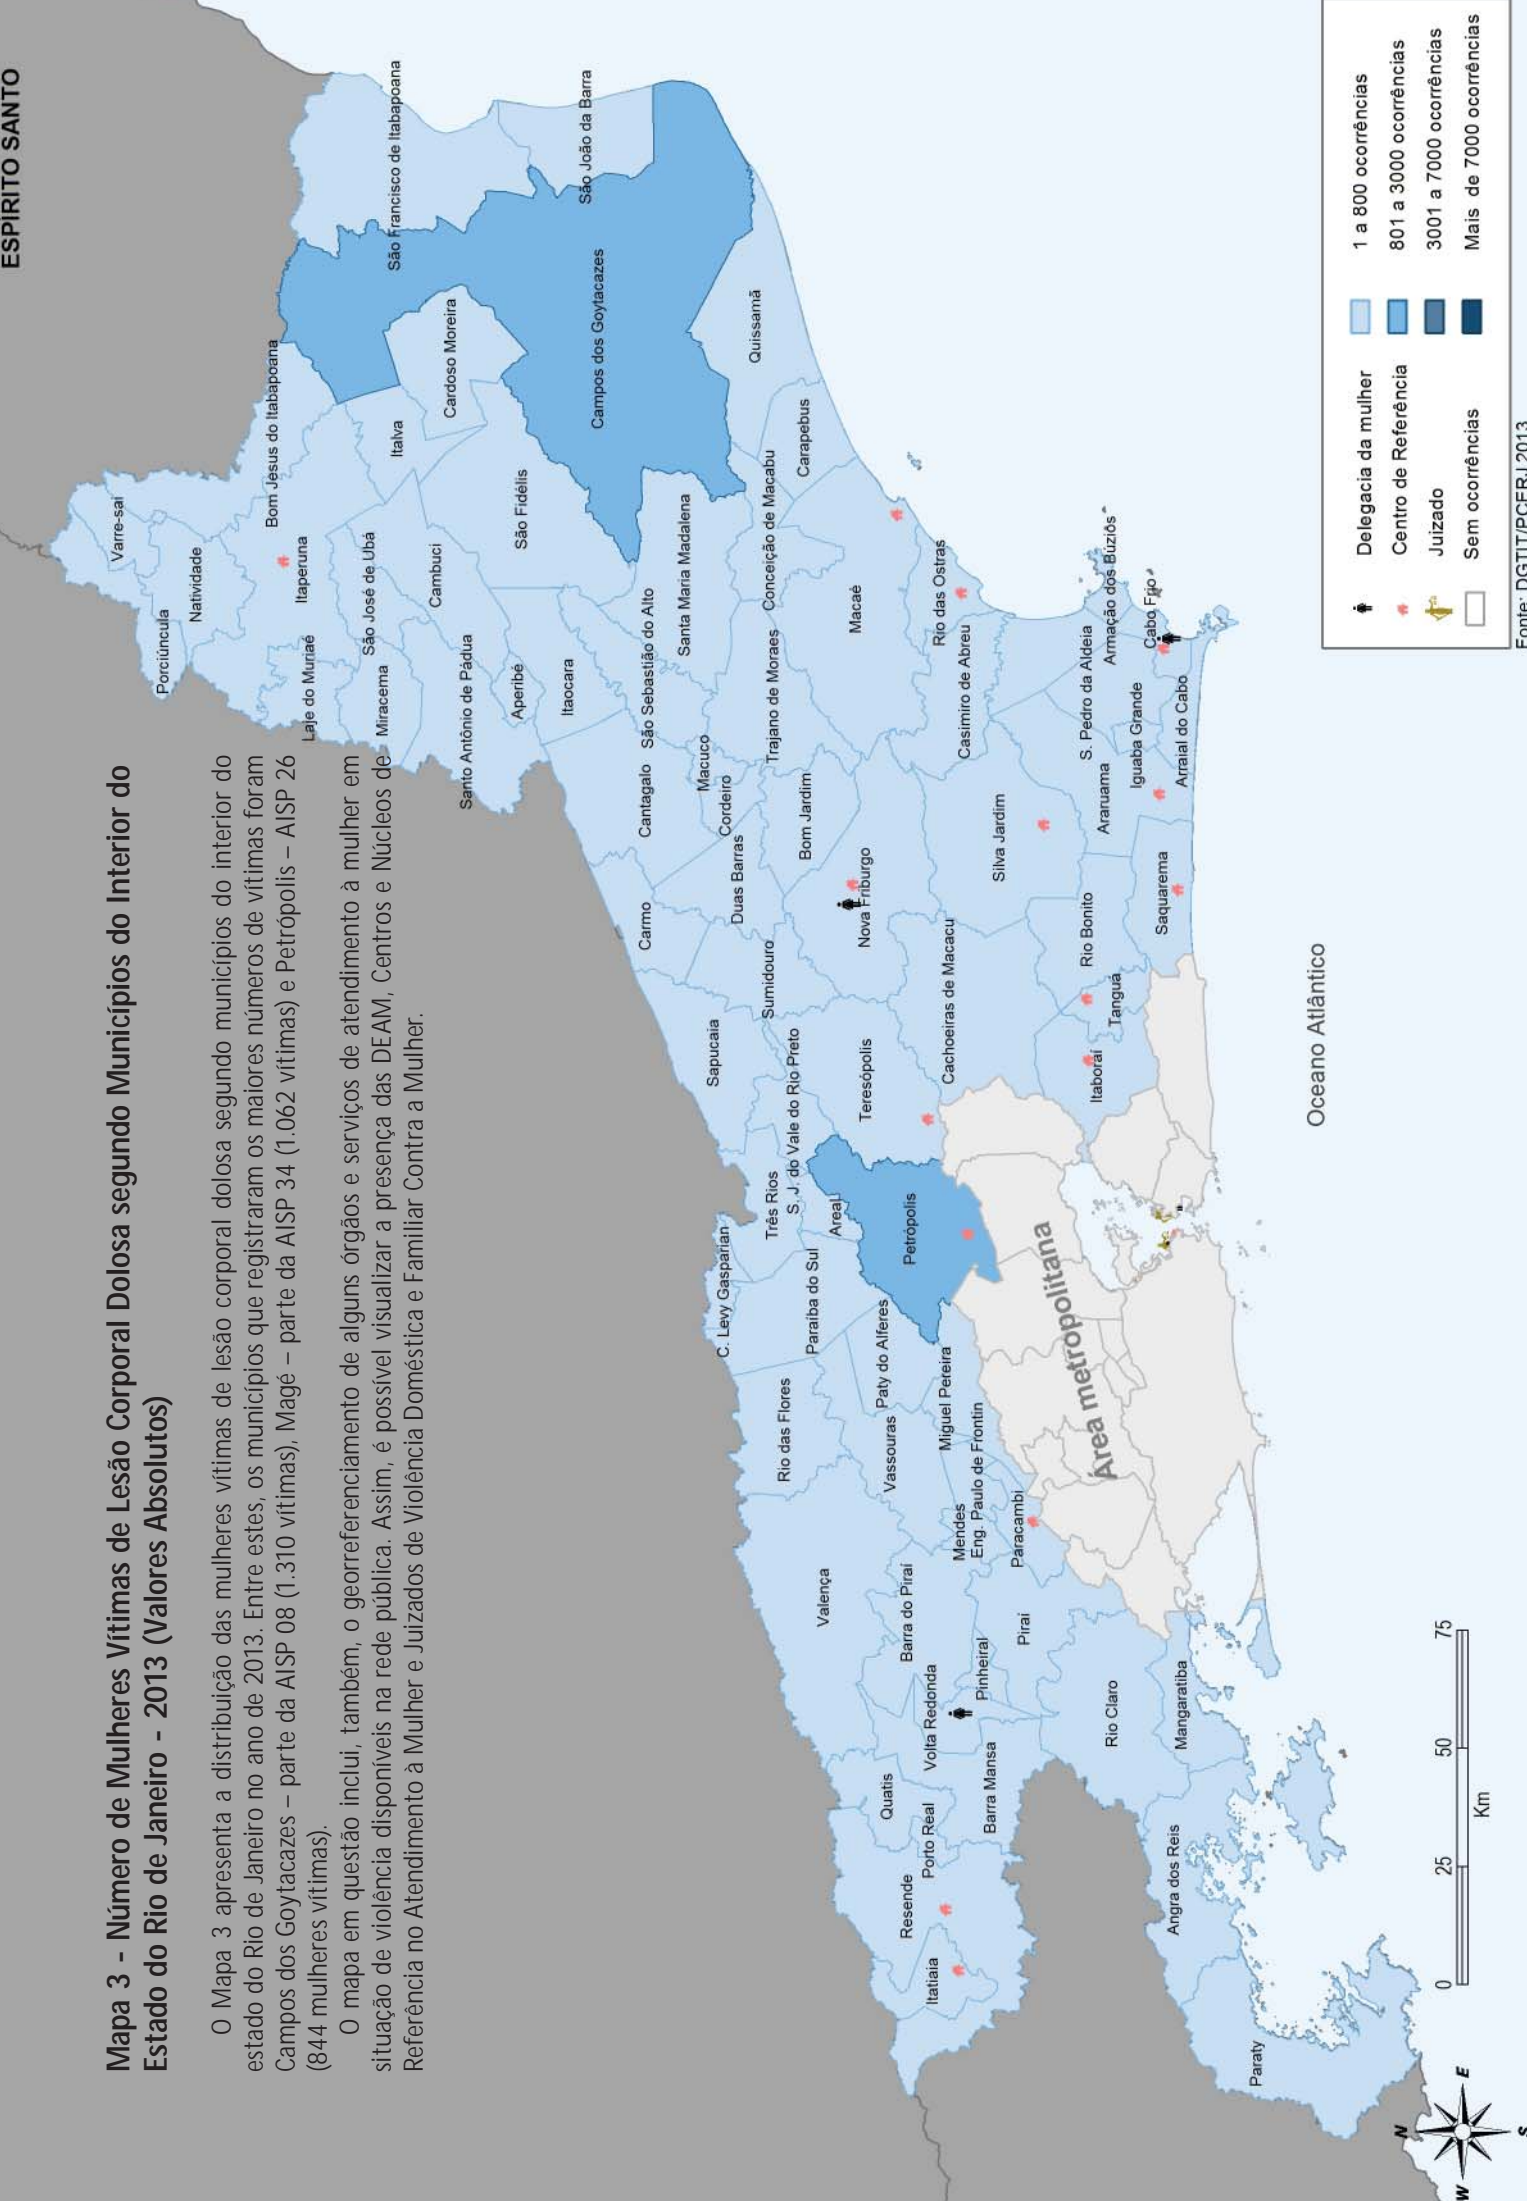 ESPÍRITO SANTO
Mapa 3 - Número de Mulheres Vítimas de Lesão Corporal Dolosa segundo Municípios do Interior do
Estado do Rio de Janeiro - 2013 (Valores Absolutos)
O Mapa 3 apresenta a distribuição das mulheres vítimas de lesão corporal dolosa segundo municípios do interior do
estado do Rio de Janeiro no ano de 2013. Entre estes, os municípios que registraram os maiores números de vítimas foram
Campos dos Goytacazes – parte da AISP 08 (1.310 vítimas), Magé – parte da AISP 34 (1.062 vítimas) e Petrópolis – AISP 26
(844 mulheres vítimas).
O mapa em questão inclui, também, o georreferenciamento de alguns órgãos e serviços de atendimento à mulher em
situação de violência disponíveis na rede pública. Assim, é possível visualizar a presença das DEAM, Centros e Núcleos de
Referência no Atendimento à Mulher e Juizados de Violência Doméstica e Familiar Contra a Mulher.
Varre-sai
Porciúncula
Natividade
Bom Jesus do Itabapoana
Itaperuna
Laje do Muriaé
São José de Ubá
Miracema
Italva
São Francisco de Itabapoana
Cambuci
Cardoso Moreira
Santo Antônio de Pádua
Aperibé
São Fidélis
Itaocara
São João da Barra
Campos dos Goytacazes
Cantagalo
São Sebastião do Alto
Carmo
Santa Maria Madalena
Macuco
Cordeiro
Duas Barras
Sapucaia
C. Levy Gasparian
Quissamã
Conceição de Macabu
Trajano de Moraes
Sumidouro
Três Rios
S. J. do Vale do Rio Preto
Rio das Flores
Carapebus
Bom Jardim
Paraíba do Sul
Areal
Valença
Macaé
Nova Friburgo
Teresópolis
Paty do Alferes
Vassouras
Quatis
Petrópolis
Barra do Piraí
Resende
Rio das Ostras
Casimiro de Abreu
Cachoeiras de Macacu
Miguel Pereira
Mendes
Volta Redonda
Porto Real
Itatiaia
Eng. Paulo de Frontin
Pinheiral
Barra Mansa
Silva Jardim
Paracambi
Piraí
Área metropolitana
S. Pedro da Aldeia
Armação dos Búzios
Araruama
Rio Bonito
Tanguá
Itaboraí
Rio Claro
Cabo Frio
Iguaba Grande
Arraial do Cabo
Saquarema
Mangaratiba
Angra dos Reis
Paraty
Oceano Atlântico
Delegacia da mulher
Centro de Referência
Juizado
Sem ocorrências
1 a 800 ocorrências
801 a 3000 ocorrências
3001 a 7000 ocorrências
Mais de 7000 ocorrências
Fonte: DGTIT/PCERJ 2013
0 25 50 75
Km
N
W E
S